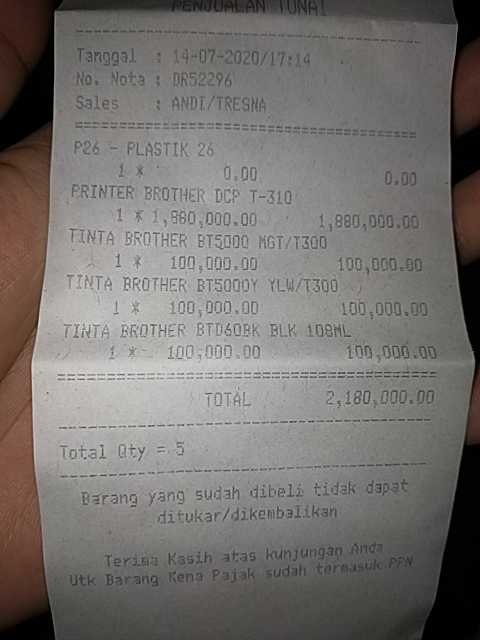 PENJUALAN TUNAI
Tanggal : 14-07-2020/17:14
No. Nota : DR52296
Sales : ANDI/TRESNA
P26 - PLASTIK 26
1 * 0.00 0.00
PRINTER BROTHER DCP T-310
1 * 1,880,000.00 1,880,000.00
TINTA BROTHER BT5000 MGT/T300
1 * 100,000.00 100,000.00
TINTA BROTHER BT5000Y YLW/T300
1 * 100,000.00 100,000.00
TINTA BROTHER BTD60BK BLK 108ML
1 * 100,000.00 100,000.00
TOTAL 2,180,000.00
Total Qty = 5
Barang yang sudah dibeli tidak dapat
ditukar/dikembalikan
Terima Kasih atas kunjungan Anda
Utk Barang Kena Pajak sudah termasuk PPN